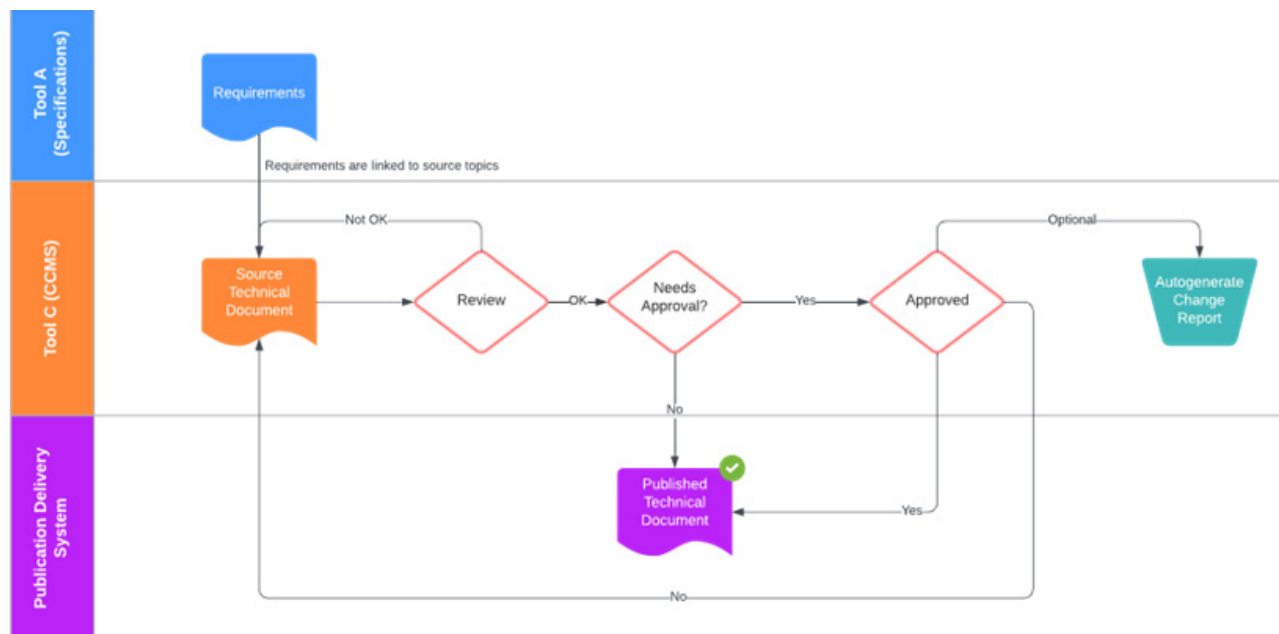 Tool A
(Specifications)
Requirements
Requirements are linked to source topics
Tool C (CCMS)
Not OK
Optional
Source
Technical
Document
Review
OK
Needs
Approval?
Yes
Approved
Autogenerate
Change
Report
No
Publication Delivery
System
Published
Technical
Document
Yes
No